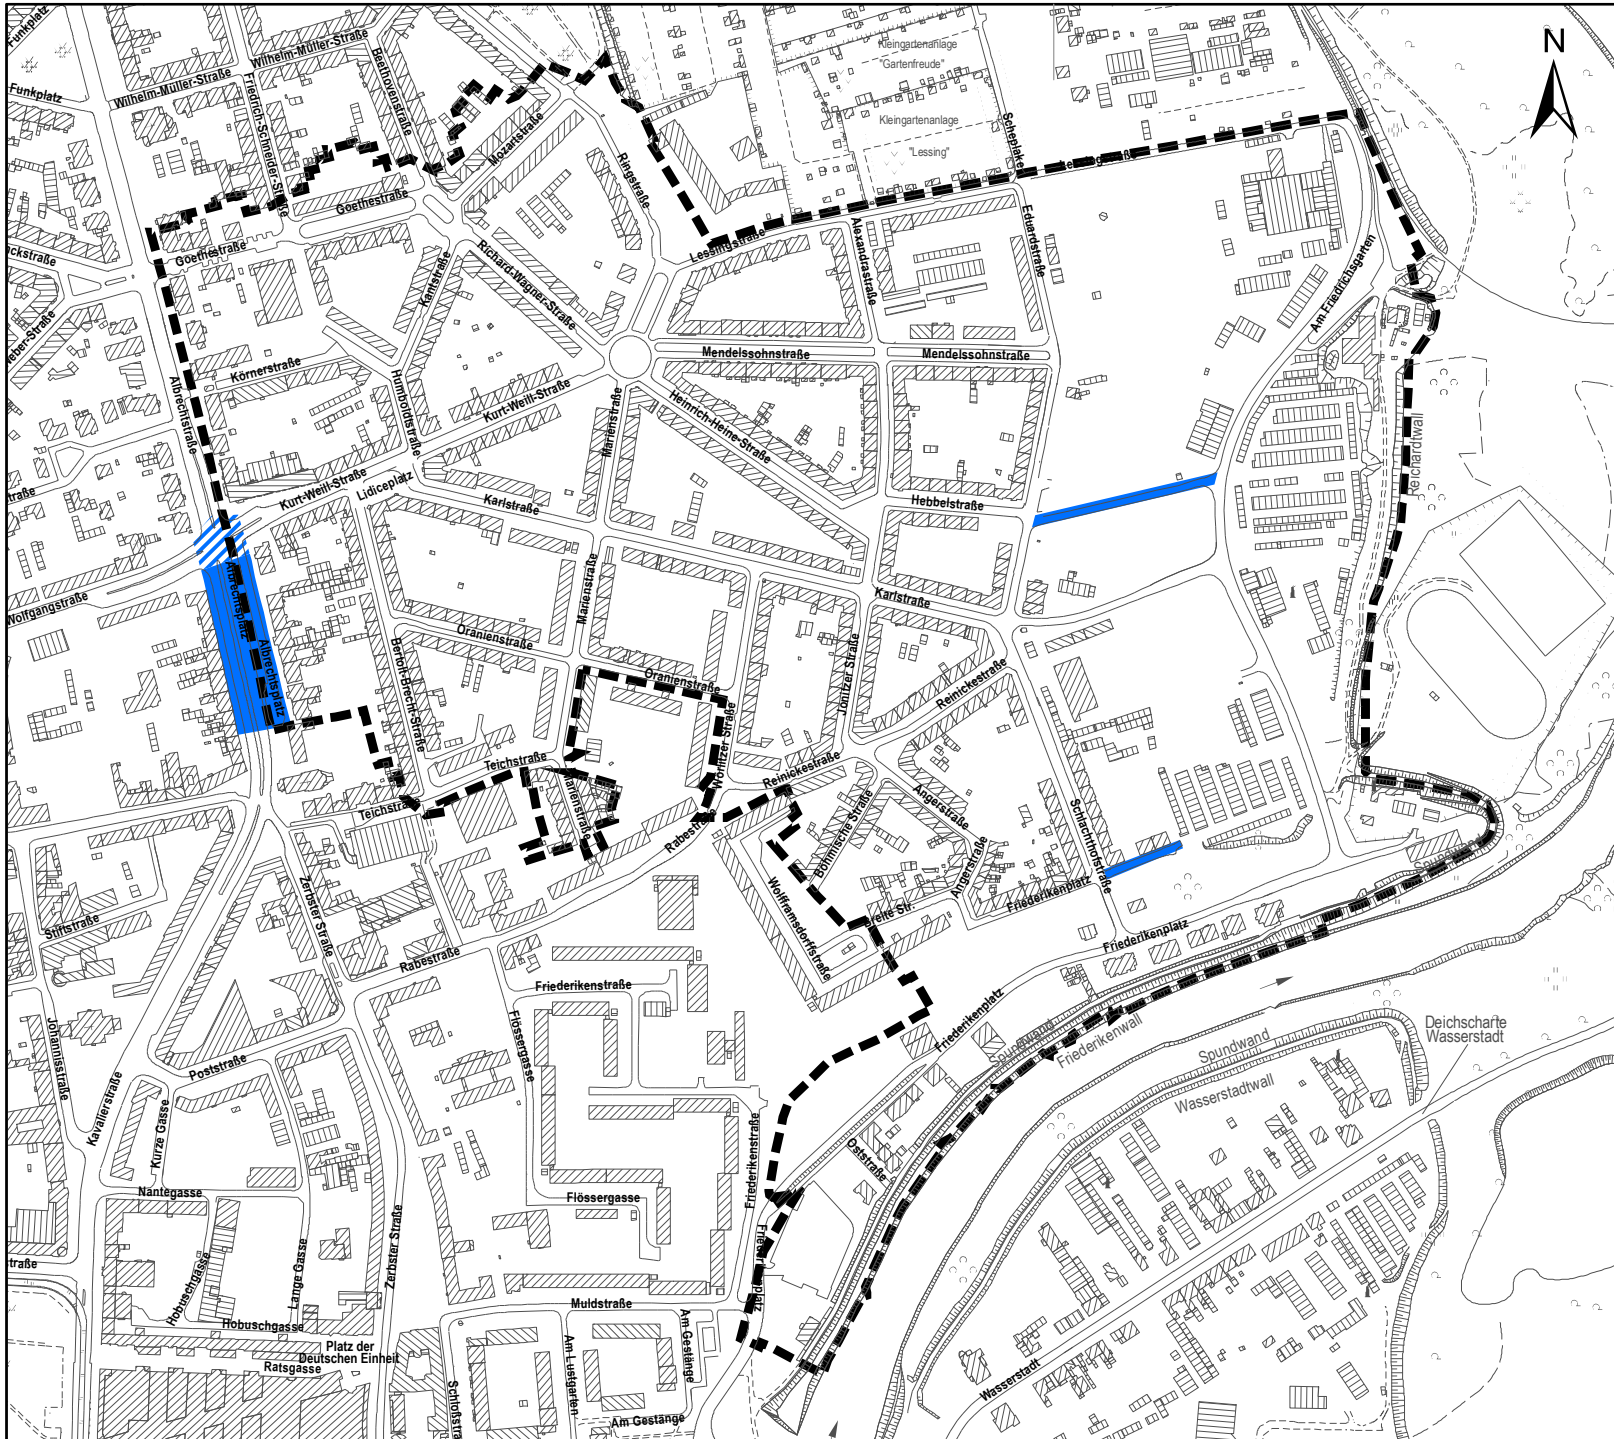 Funkplatz
Wilhelm-Müller-Straße
Beethovenstraße
Kleingartenanlage
"Gartenfreude"
N
Funkplatz
Wilhelm-Müller-Straße
Friedrich-Schneider-Straße
Mozartstraße
Kleingartenanlage
"Lessing"
Ringstraße
Goethestraße
Goethestraße
Richard-Wagner-Straße
Lessingstraße
Alexandrastraße
Eduardstraße
Am Friedrichsgarten
Kantstraße
Körnerstraße
Mendelssohnstraße
Mendelssohnstraße
Albrechtstraße
Humboldtstraße
Kurt-Weill-Straße
Marienstraße
Heinrich-Heine-Straße
Reichardtwall
Kurt-Weill-Straße
Lidiceplatz
Karlstraße
Hebbelstraße
Wolfgangstraße
Albrechtsplatz
Albrechtsplatz
Marienstraße
Karlstraße
Oranienstraße
Bertolt-Brecht-Straße
Oranienstraße
Jonitzer Straße
Reinickestraße
Wörlitzer Straße
Teichstraße
Reinickestraße
Teichstraße
Marienstraße
Rabestraße
Böhmische Straße
Angerstraße
Schlachthofstraße
Angerstraße
Friederikenplatz
Zerbster Straße
Wolframsdorffstraße
Breite Str.
Stiftstraße
Rabestraße
Friederikenplatz
Friederikenstraße
Flössergasse
Friederikenplatz
Spundwand
Friederikenwall
Spundwand
Deichscharte
Wasserstadt
Johannisstraße
Poststraße
Wasserstadtwall
Kavalierstraße
Kurze Gasse
Friederikenstraße
Oststraße
Nantegasse
Flössergasse
Zerbster Straße
Friederikenplatz
Hobuschgasse
Lange Gasse
Muldstraße
Hobuschgasse
Am Gestänge
Platz der
Deutschen Einheit
Ratsgasse
Am Lustgarten
Wasserstadt
Am Gestänge